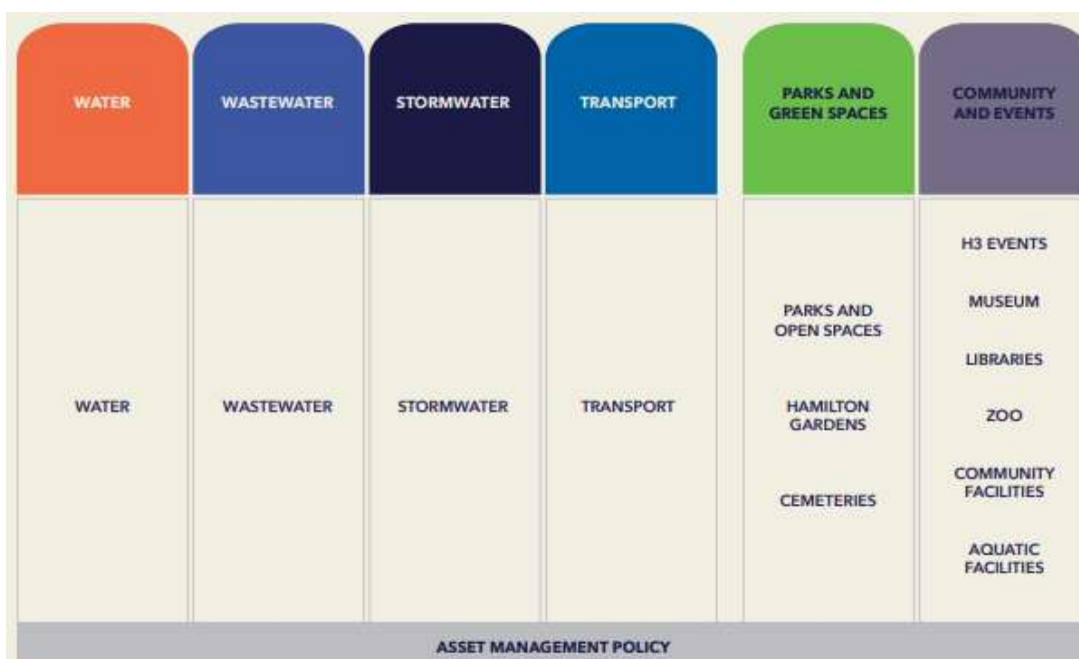 WATER
WASTEWATER
STORMWATER
TRANSPORT
PARKS AND
GREEN SPACES
COMMUNITY
AND EVENTS
WATER
WASTEWATER
STORMWATER
TRANSPORT
PARKS AND
OPEN SPACES
HAMILTON
GARDENS
CEMETERIES
H3 EVENTS
MUSEUM
LIBRARIES
ZOO
COMMUNITY
FACILITIES
AQUATIC
FACILITIES
ASSET MANAGEMENT POLICY